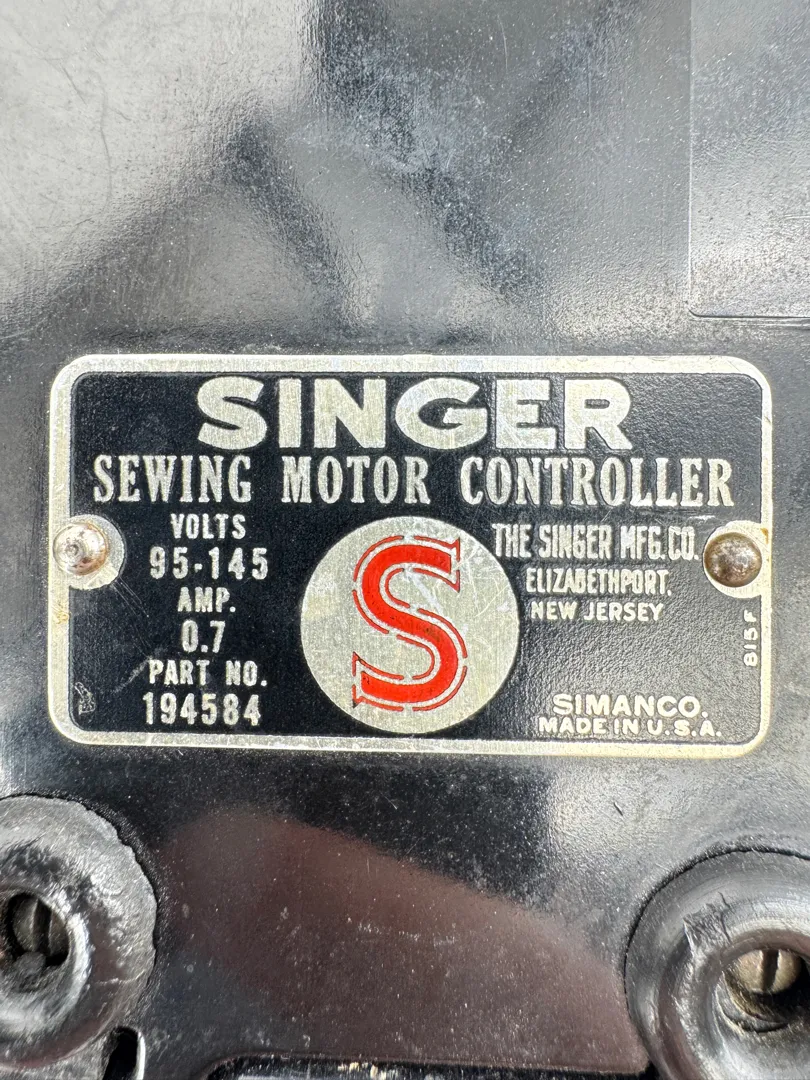 SINGER
SEWING MOTOR CONTROLLER
VOLTS
95-145
AMP.
0.7
PART NO.
194584
S
THE SINGER MFG.CO.
ELIZABETHPORT,
NEW JERSEY
815F
SIMANCO.
MADE IN U.S.A.